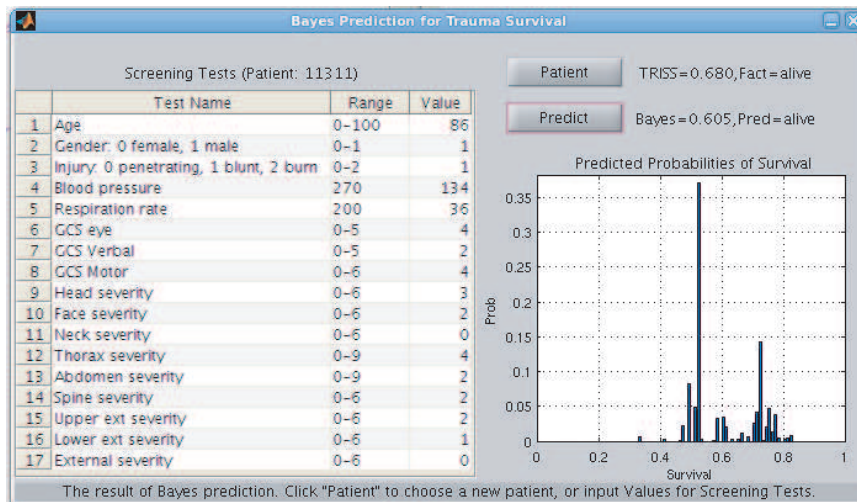 Bayes Prediction for Trauma Survival
Screening Tests (Patient: 11311)
Test Name Range Value
1 Age 0-100 86
2 Gender: 0 female, 1 male 0-1 1
3 Injury: 0 penetrating, 1 blunt, 2 burn 0-2 1
4 Blood pressure 270 134
5 Respiration rate 200 36
6 GCS eye 0-5 4
7 GCS Verbal 0-5 2
8 GCS Motor 0-6 4
9 Head severity 0-6 3
10 Face severity 0-6 2
11 Neck severity 0-6 0
12 Thorax severity 0-9 4
13 Abdomen severity 0-9 2
14 Spine severity 0-6 2
15 Upper ext severity 0-6 2
16 Lower ext severity 0-6 1
17 External severity 0-6 0
Patient TRISS=0.680,Fact=alive
Predict Bayes=0.605,Pred=alive
Predicted Probabilities of Survival
0.35
0.3
0.25
0.2
0.15
0.1
0.05
0
Prob
0 0.2 0.4 0.6 0.8 1
Survival
The result of Bayes prediction. Click "Patient" to choose a new patient, or input Values for Screening Tests.